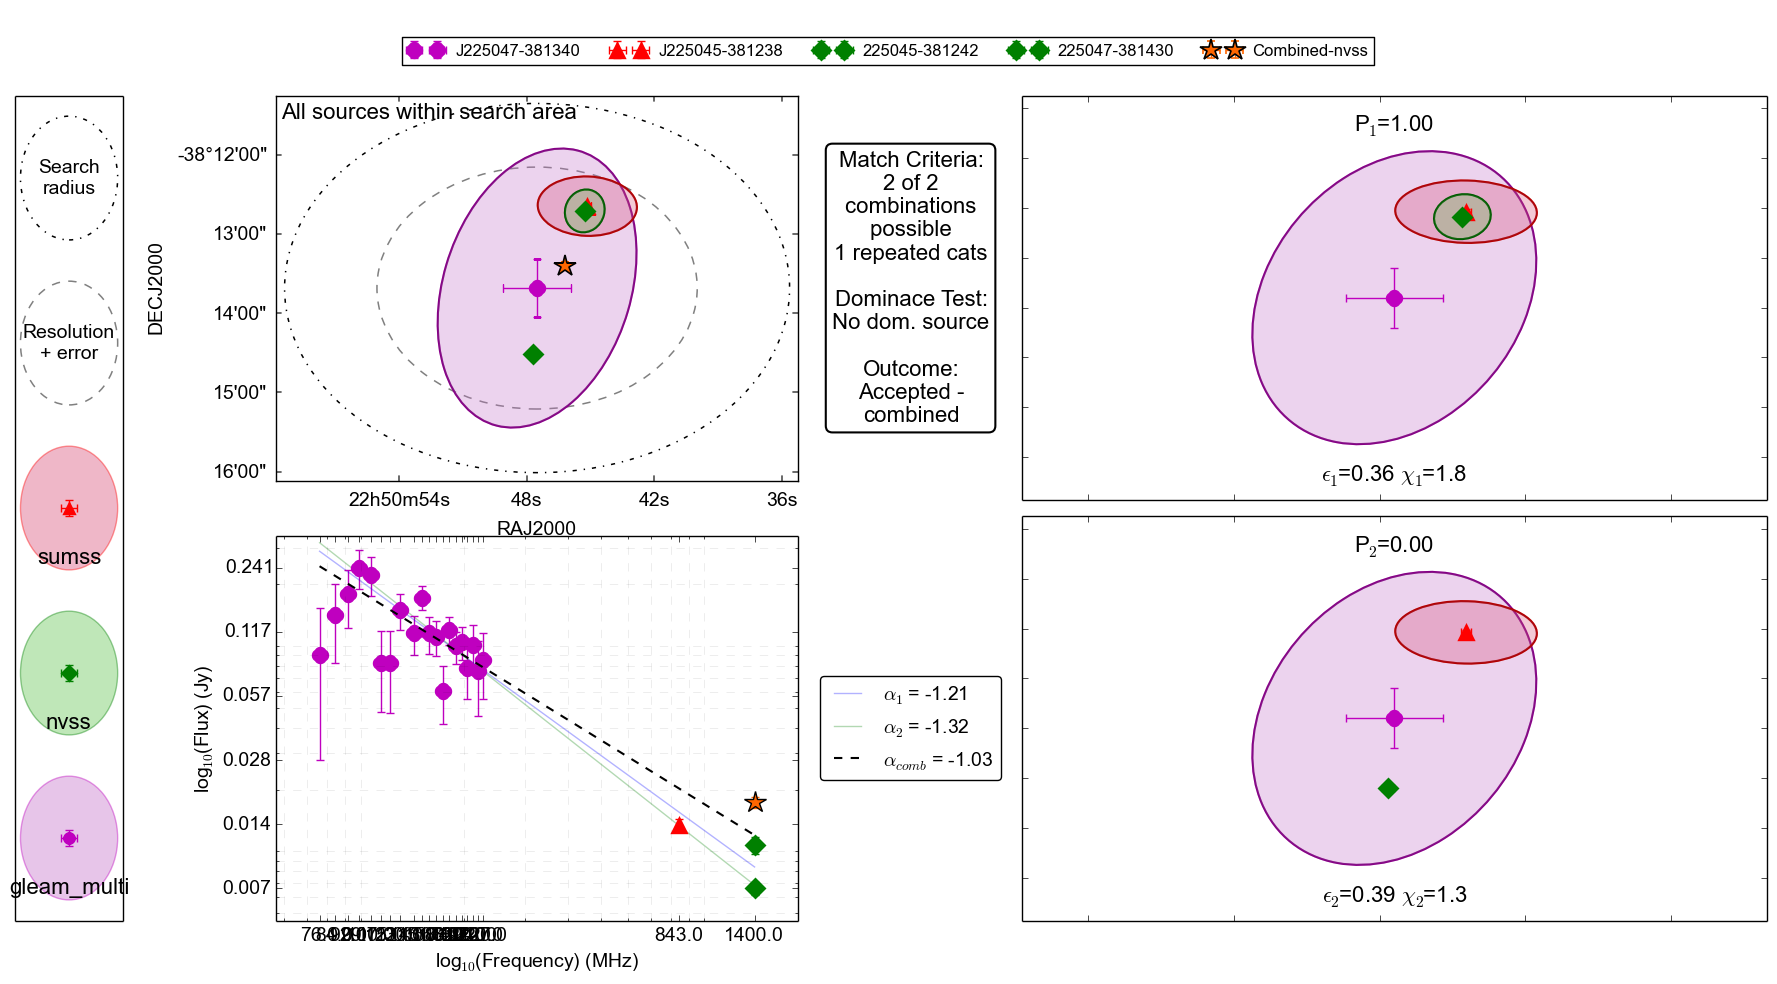 J225047-381340 J225045-381238 225045-381242 225047-381430 Combined-nvss
Search
radius
Resolution
+ error
sumss
nvss
gleam_multi
All sources within search area
DECJ2000
-38°12'00"
13'00"
14'00"
15'00"
16'00"
22h50m54s 48s 42s 36s
RAJ2000
Match Criteria:
2 of 2
combinations
possible
1 repeated cats
Dominace Test:
No dom. source
Outcome:
Accepted -
combined
P1=1.00
ϵ1=0.36 χ1=1.8
P2=0.00
ϵ2=0.39 χ2=1.3
log10(Flux) (Jy)
0.241
0.117
0.057
0.028
0.014
0.007
843.0 1400.0
log10(Frequency) (MHz)
α1 = -1.21
α2 = -1.32
αcomb = -1.03